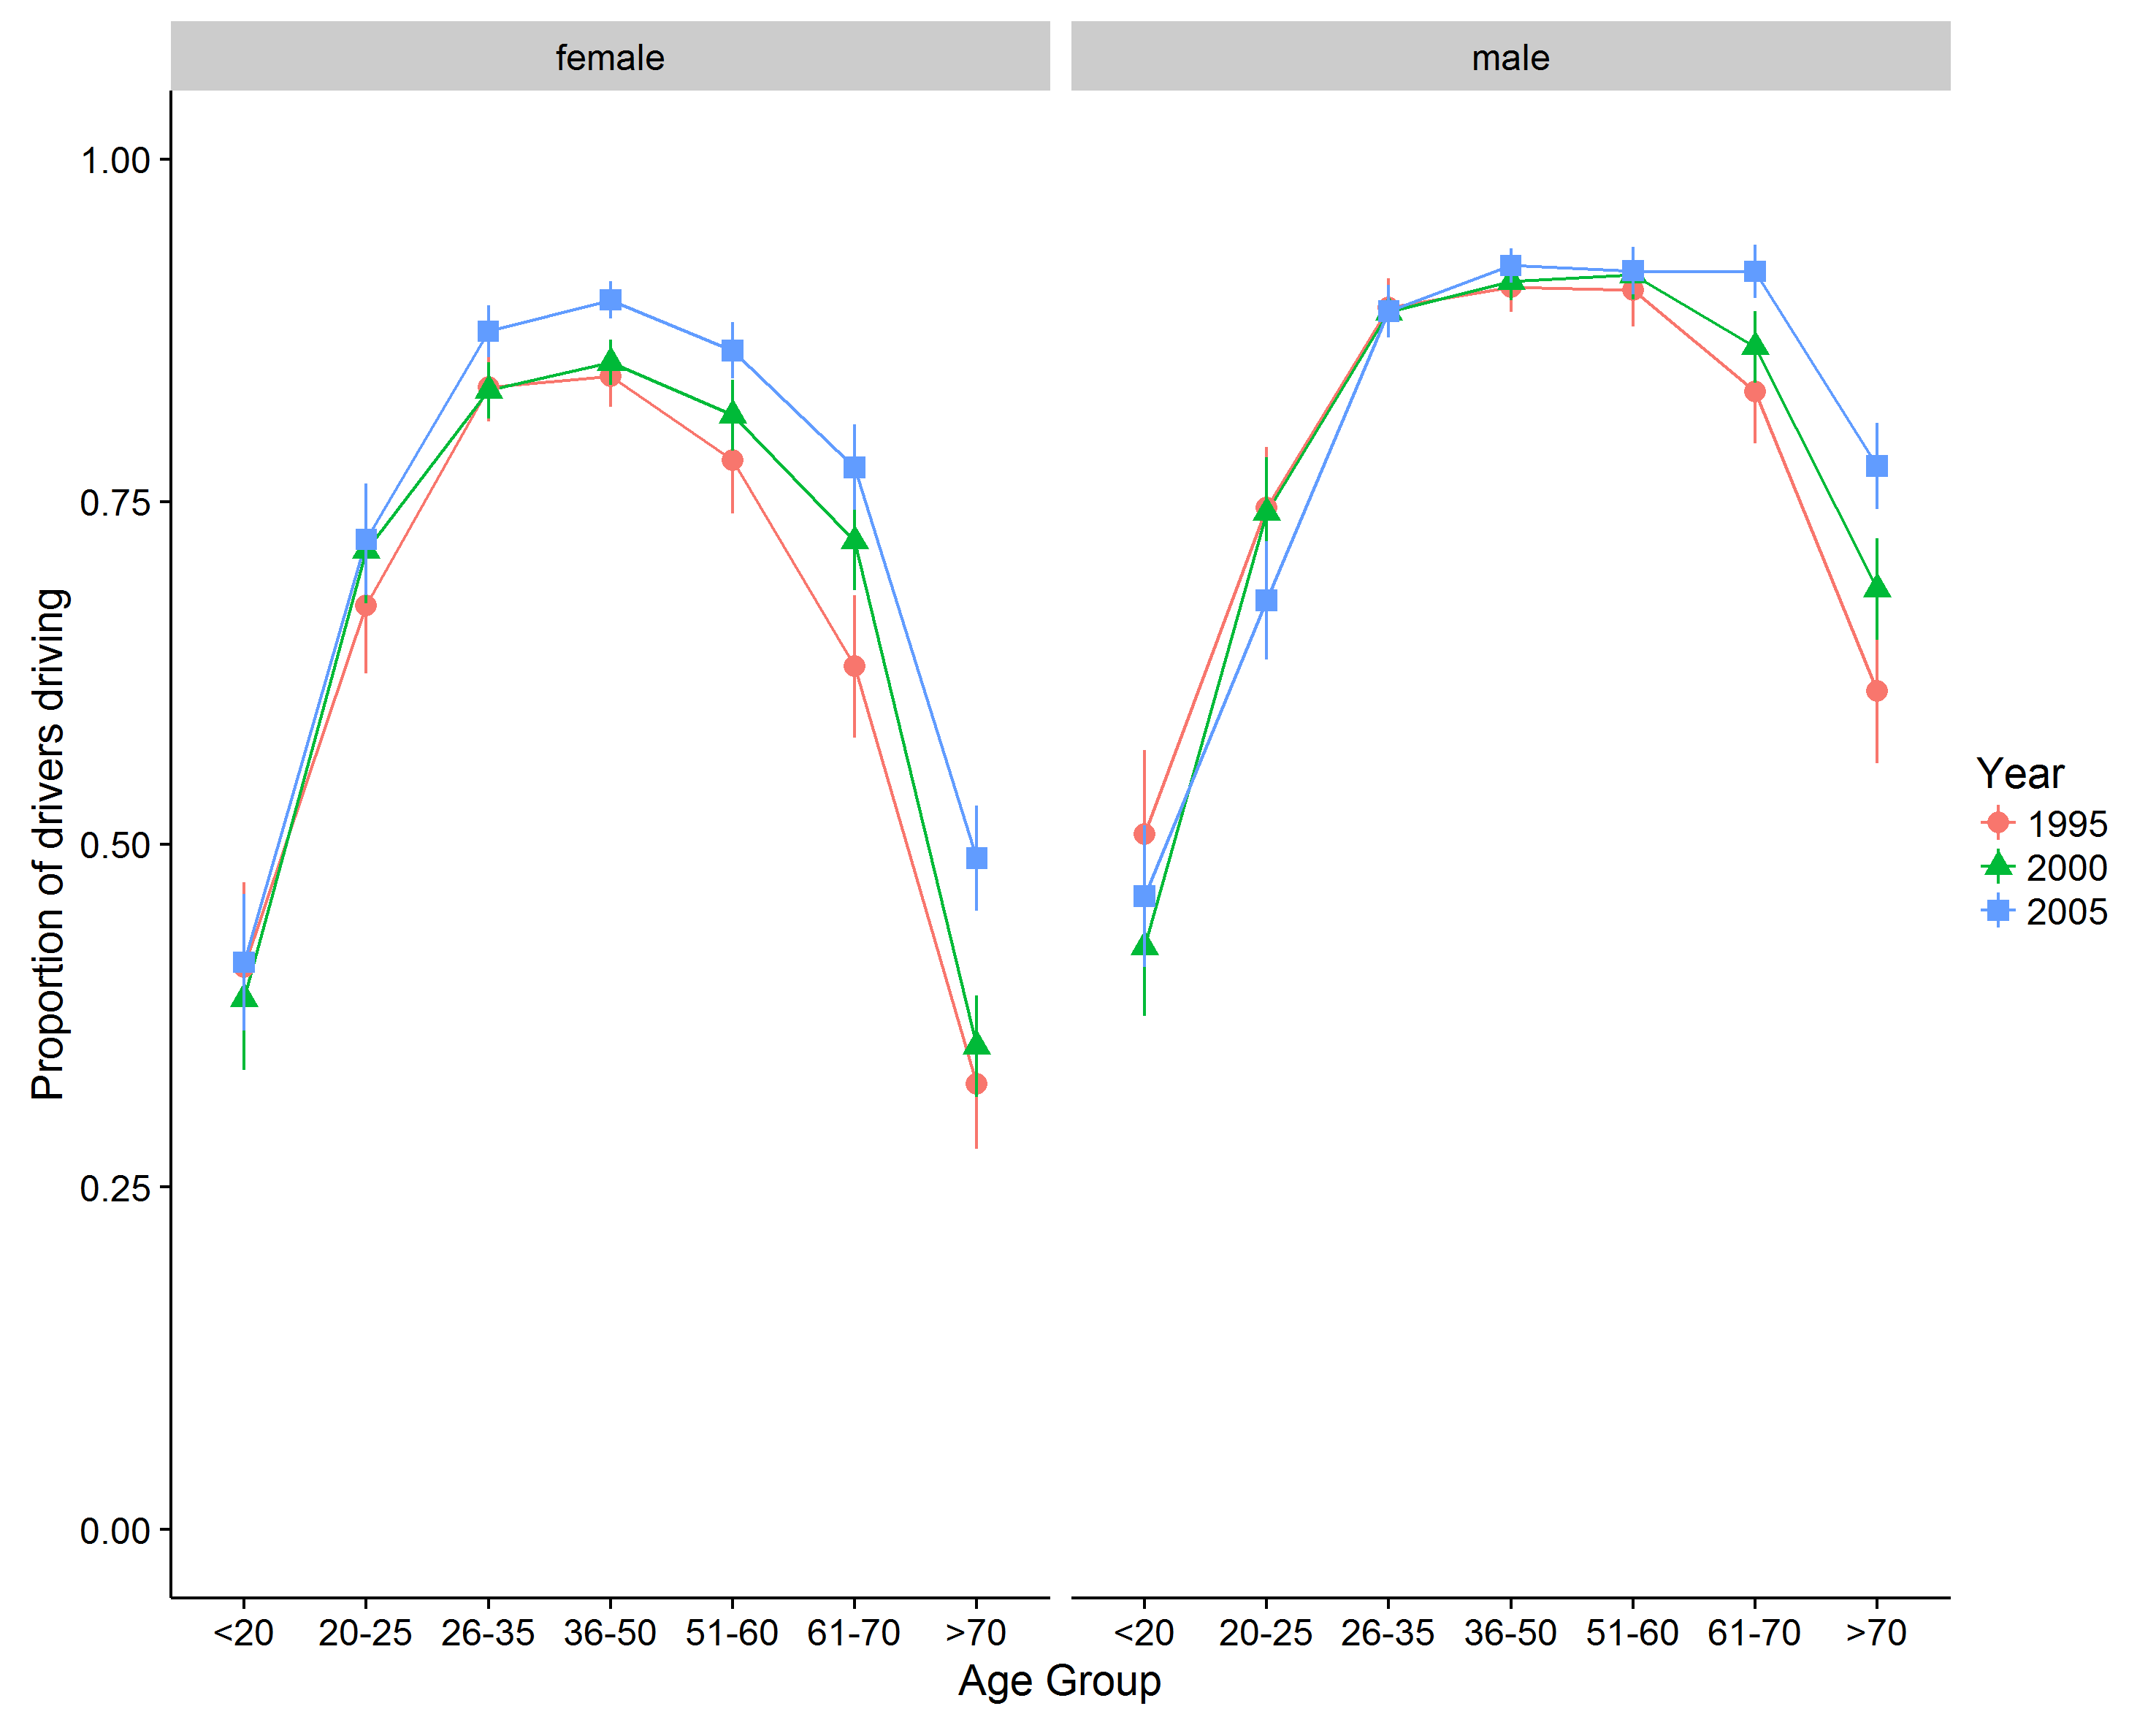 female
male
1.00
0.75
0.50
0.25
0.00
Proportion of drivers driving
<20 20-25 26-35 36-50 51-60 61-70 >70
<20 20-25 26-35 36-50 51-60 61-70 >70
Age Group
Year
1995
2000
2005